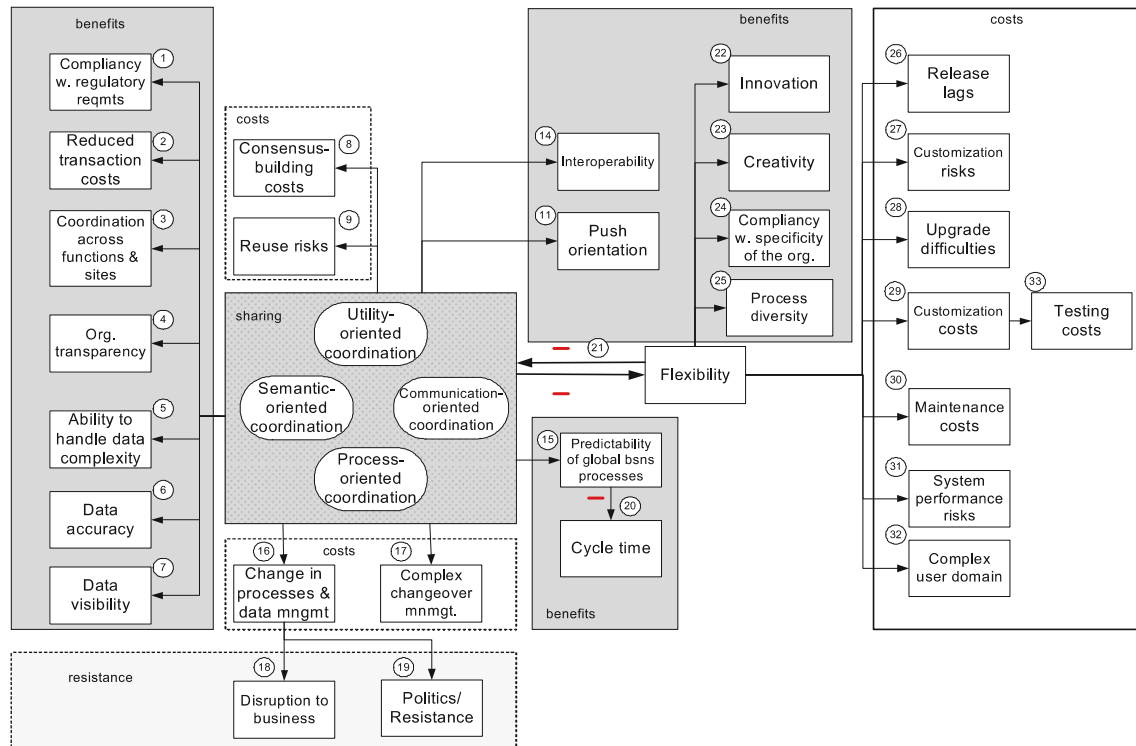 benefits
1
Compliancy
w. regulatory
reqmts
2
Reduced
transaction
costs
3
Coordination
across
functions &
sites
4
Org.
transparency
5
Ability to
handle data
complexity
6
Data
accuracy
7
Data
visibility
costs
8
Consensus-
building
costs
9
Reuse risks
sharing
Utility-
oriented
coordination
Semantic-
oriented
coordination
Communication-
oriented
coordination
Process-
oriented
coordination
costs
16
Change in
processes &
data mngmt
17
Complex
changeover
mnmgt.
resistance
18
Disruption to
business
19
Politics/
Resistance
benefits
14
Interoperability
11
Push
orientation
22
Innovation
23
Creativity
24
Compliancy
w. specificity
of the org.
25
Process
diversity
21
Flexibility
15
Predictability
of global bsns
processes
20
Cycle time
benefits
costs
26
Release
lags
27
Customization
risks
28
Upgrade
difficulties
29
Customization
costs
33
Testing
costs
30
Maintenance
costs
31
System
performance
risks
32
Complex
user domain